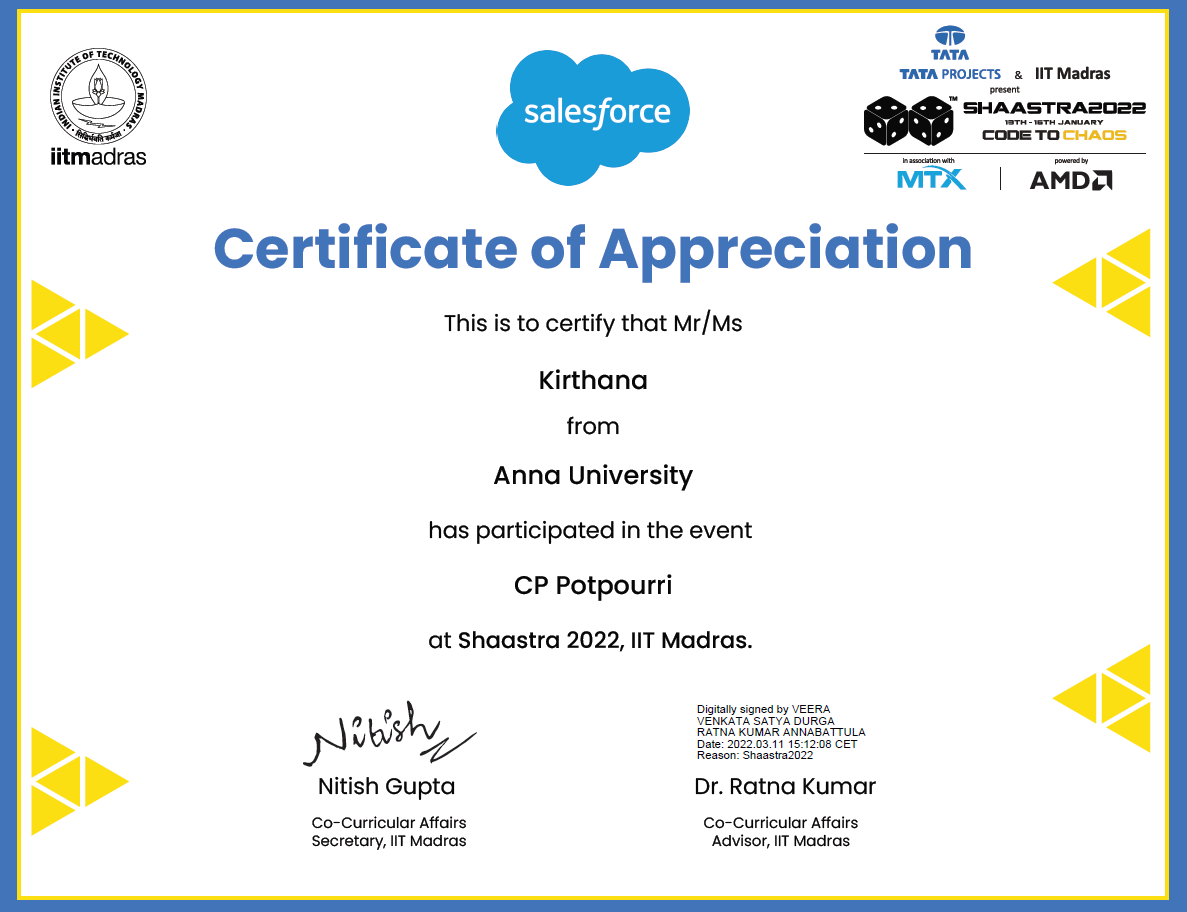 INDIAN INSTITUTE OF TECHNOLOGY MADRAS
सिद्धिर्भवति कर्मजा
iitmadras
salesforce
TATA
TATA PROJECTS & IIT Madras
present
SHAASTRA2022™
13TH - 16TH JANUARY
CODE TO CHAOS
in association with
MTX
powered by
AMD
Certificate of Appreciation
This is to certify that Mr/Ms
Kirthana
from
Anna University
has participated in the event
CP Potpourri
at Shaastra 2022, IIT Madras.
Nitish
Nitish Gupta
Co-Curricular Affairs
Secretary, IIT Madras
Digitally signed by VEERA
VENKATA SATYA DURGA
RATNA KUMAR ANNABATTULA
Date: 2022.03.11 15:12:08 CET
Reason: Shaastra2022
Dr. Ratna Kumar
Co-Curricular Affairs
Advisor, IIT Madras